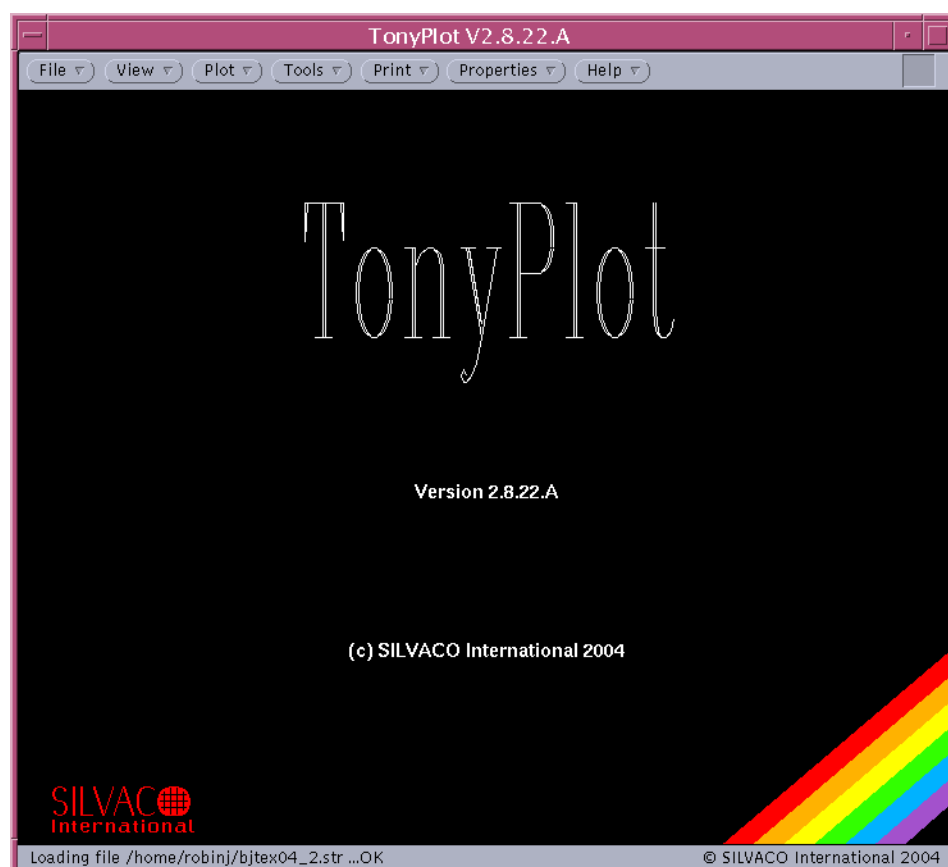 TonyPlot V2.8.22.A
File View Plot Tools Print Properties Help
TonyPlot
Version 2.8.22.A
(c) SILVACO International 2004
SILVACO
International
Loading file /home/robinj/bjtex04_2.str ...OK © SILVACO International 2004